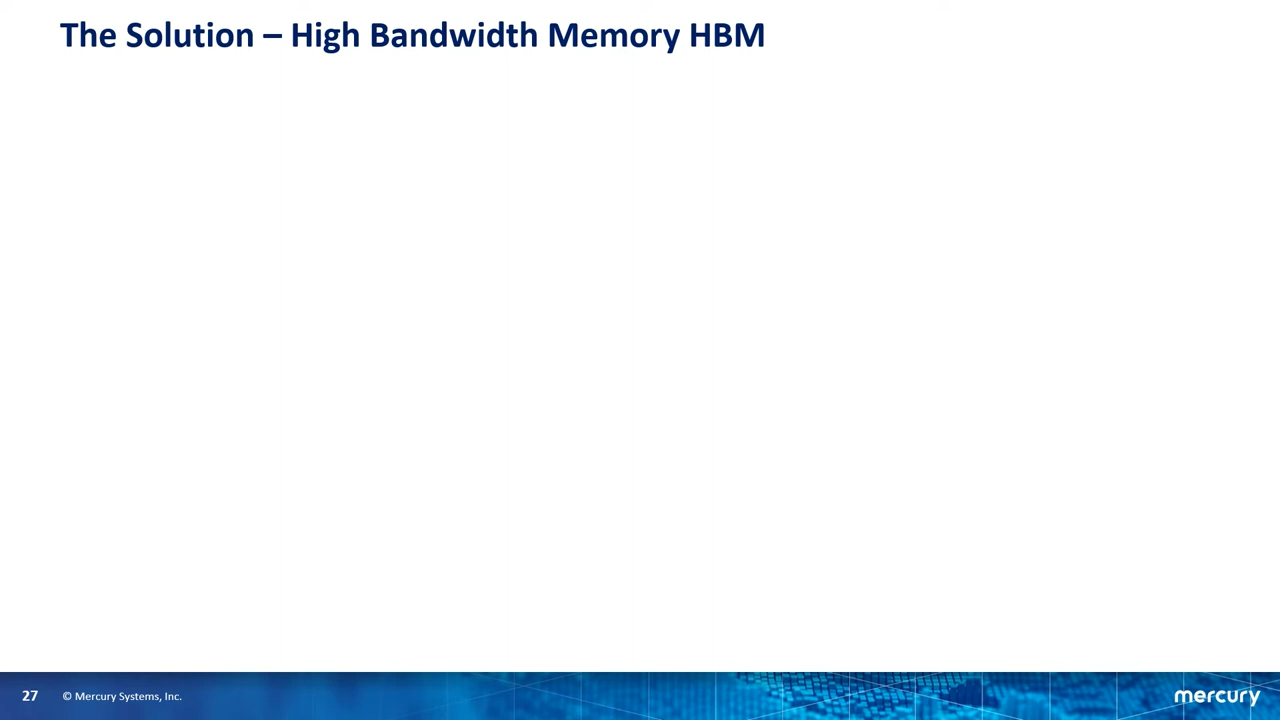 The Solution – High Bandwidth Memory HBM
27
© Mercury Systems, Inc.
mercury